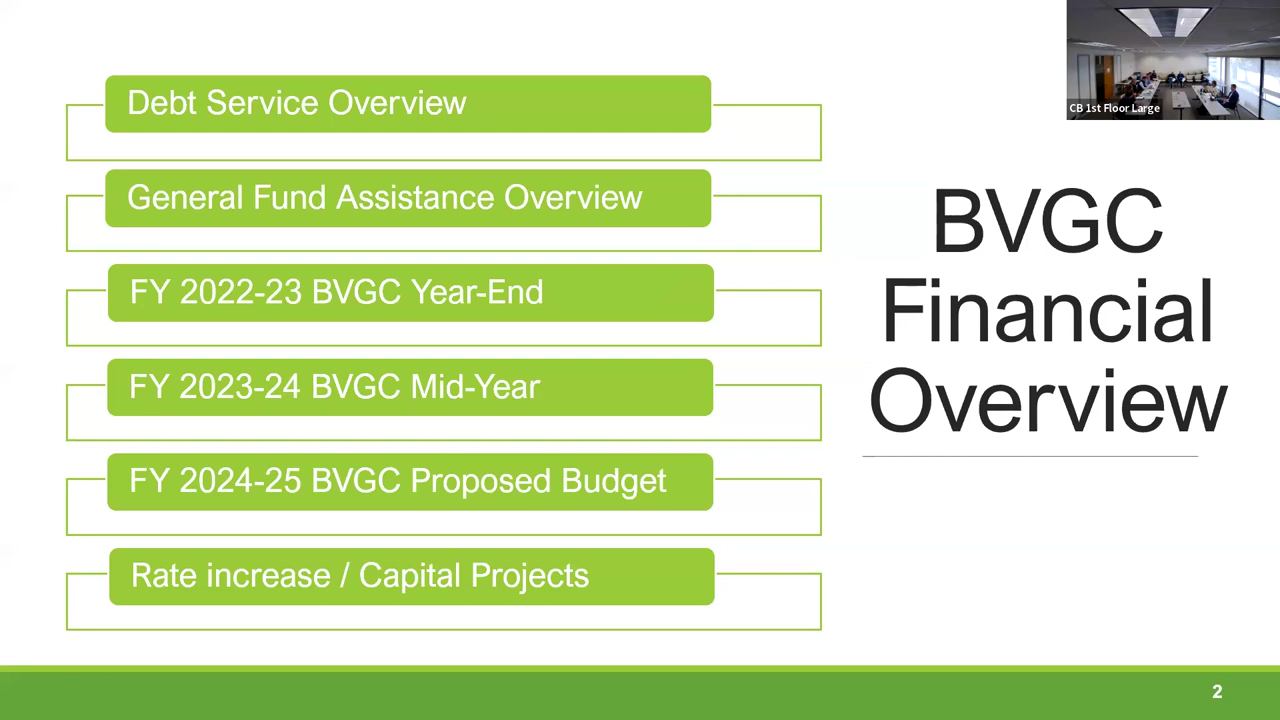 Debt Service Overview
General Fund Assistance Overview
FY 2022-23 BVGC Year-End
FY 2023-24 BVGC Mid-Year
FY 2024-25 BVGC Proposed Budget
Rate increase / Capital Projects
BVGC
Financial
Overview
CB 1st Floor Large
2